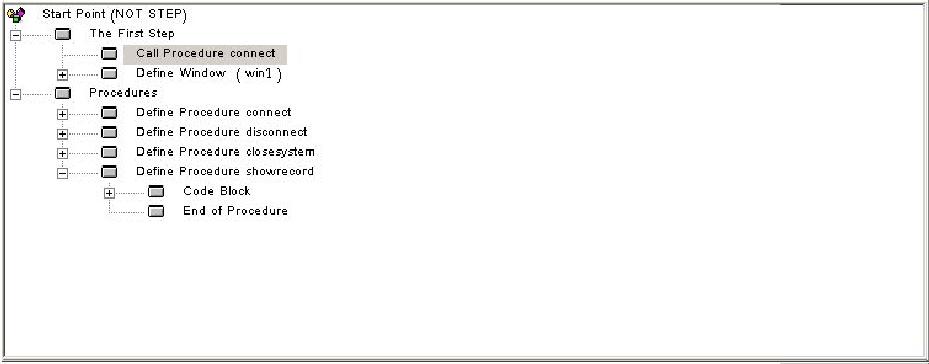 Start Point (NOT STEP)
The First Step
Call Procedure connect
Define Window ( win1 )
Procedures
Define Procedure connect
Define Procedure disconnect
Define Procedure closesystem
Define Procedure showrecord
Code Block
End of Procedure